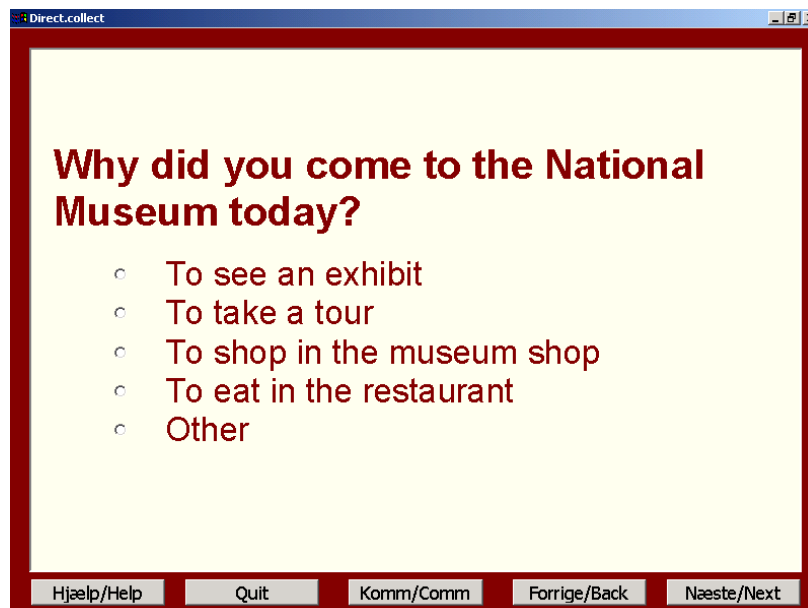 Direct.collect
Why did you come to the National
Museum today?
To see an exhibit
To take a tour
To shop in the museum shop
To eat in the restaurant
Other
Hjælp/Help Quit Komm/Comm Forrige/Back Næste/Next